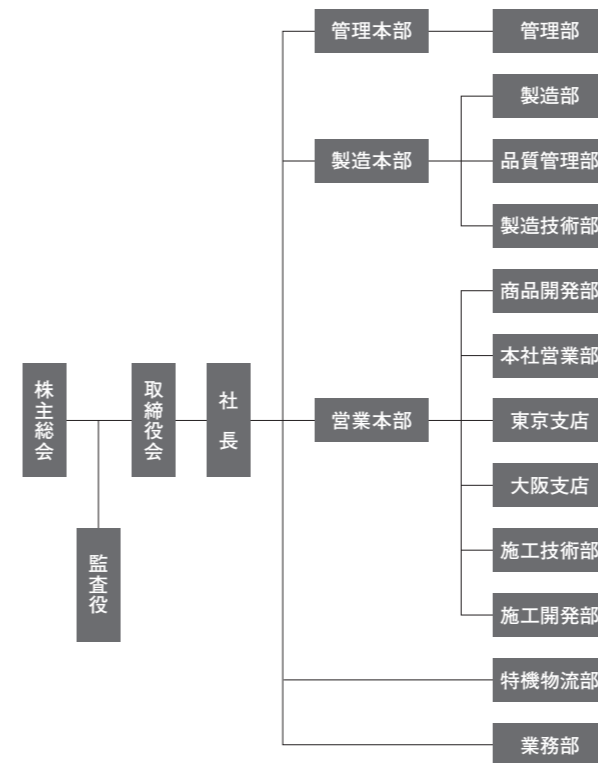 管理本部
管理部
製造部
製造本部
品質管理部
製造技術部
商品開発部
本社営業部
株主総会
取締役会
社長
営業本部
東京支店
大阪支店
監査役
施工技術部
施工開発部
特機物流部
業務部